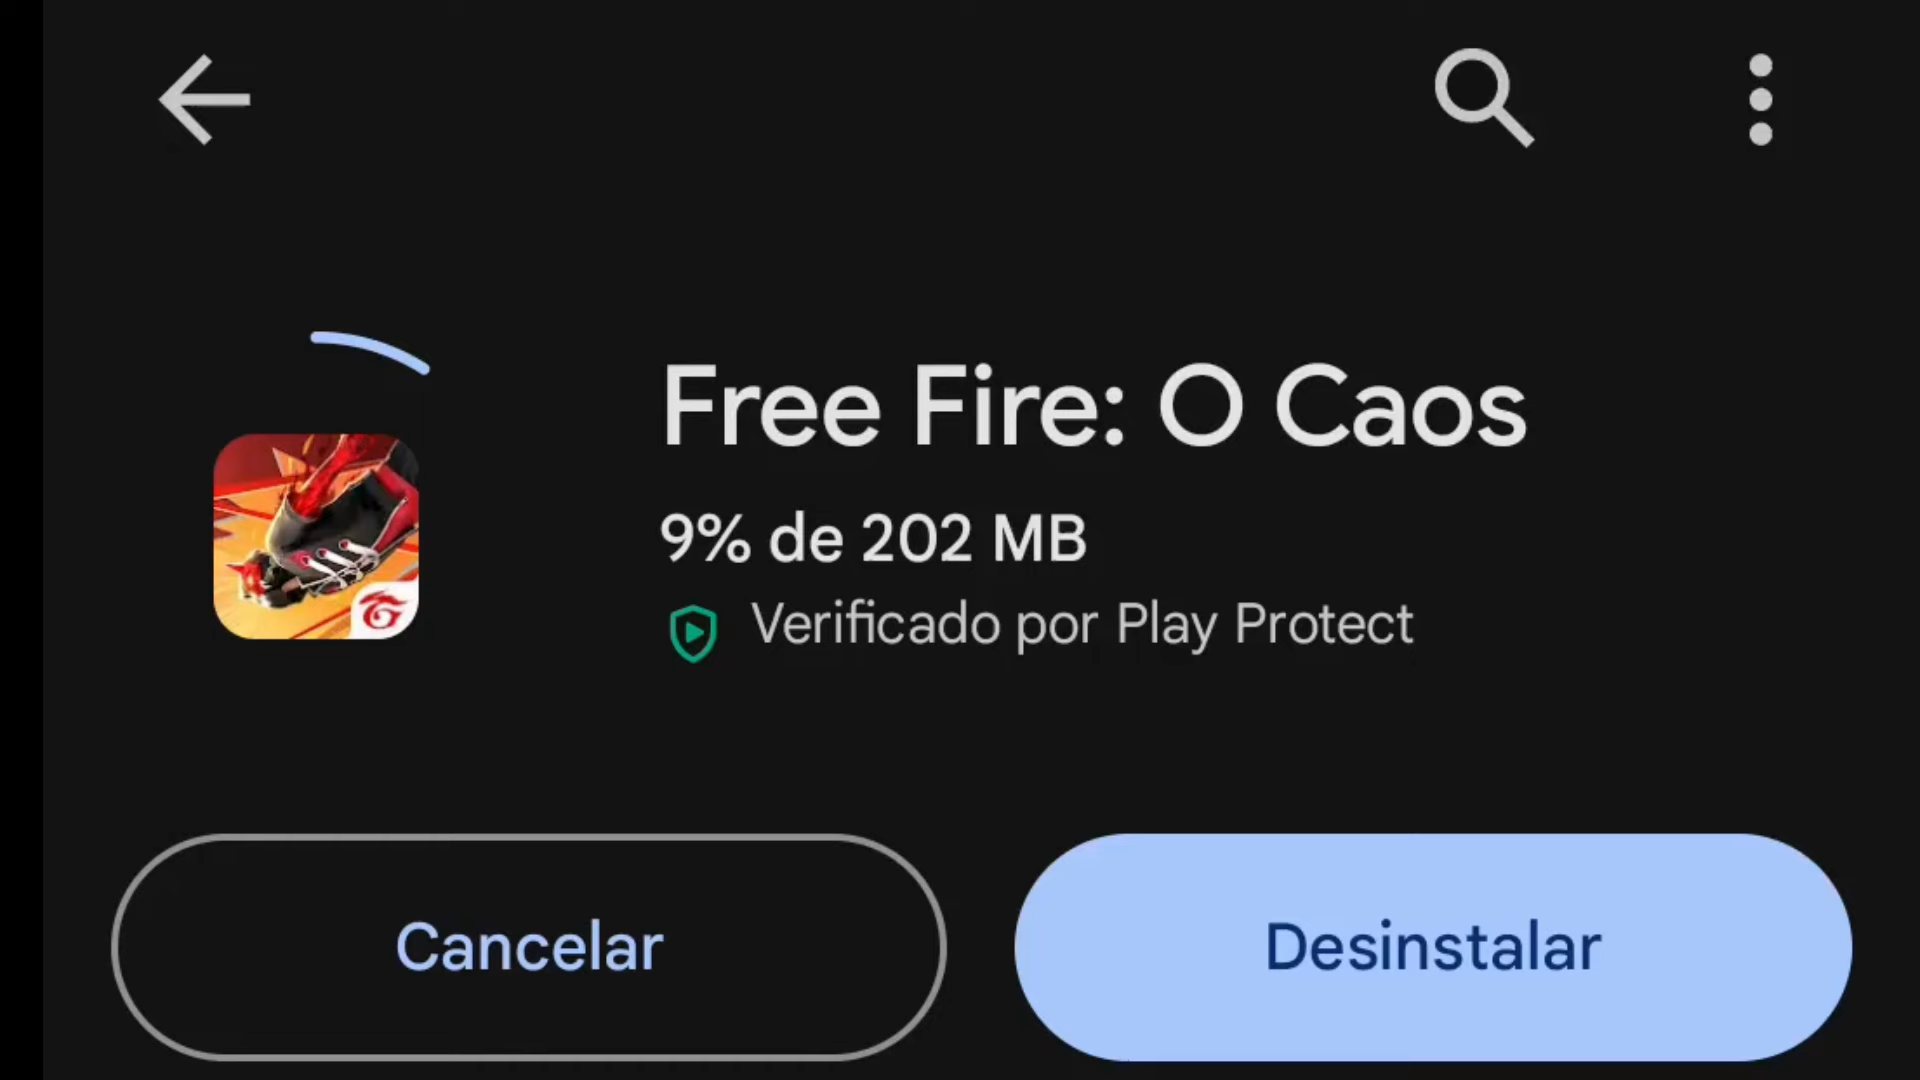 Free Fire: O Caos
9% de 202 MB
Verificado por Play Protect
Cancelar
Desinstalar